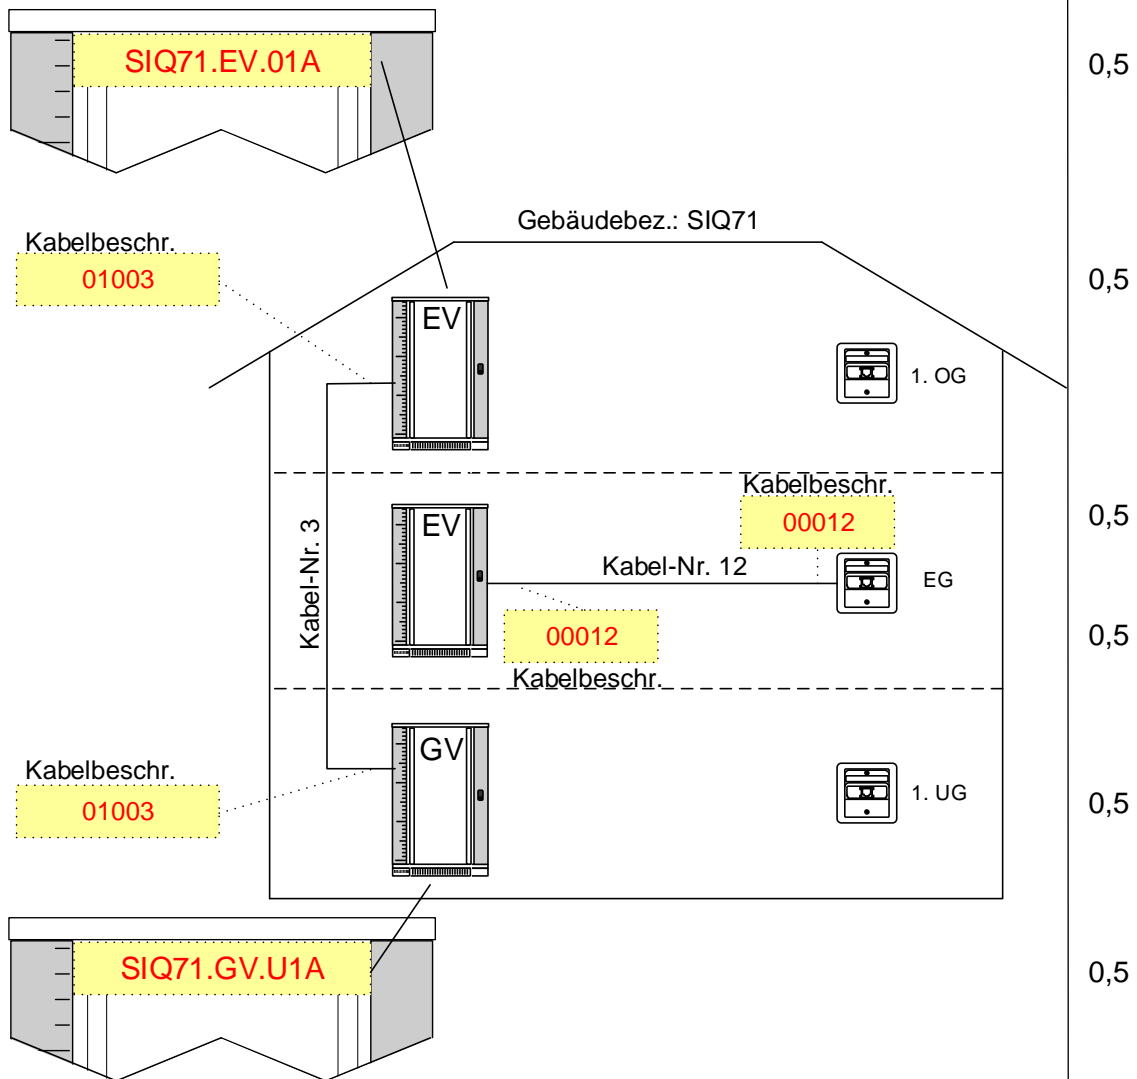 SIQ71.EV.01A
0,5
Gebäudebez.: SIQ71
Kabelbeschr.
01003
0,5
EV
1. OG
Kabelbeschr.
00012
0,5
EV
Kabel-Nr. 3
Kabel-Nr. 12
EG
00012
0,5
Kabelbeschr.
GV
Kabelbeschr.
01003
1. UG
0,5
SIQ71.GV.U1A
0,5